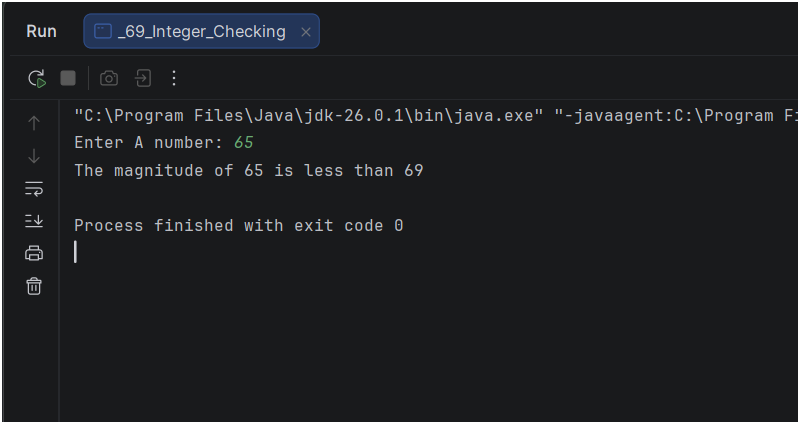 Run
_69_Integer_Checking
"C:\Program Files\Java\jdk-26.0.1\bin\java.exe" "-javaagent:C:\Program
Enter A number: 65
The magnitude of 65 is less than 69
Process finished with exit code 0